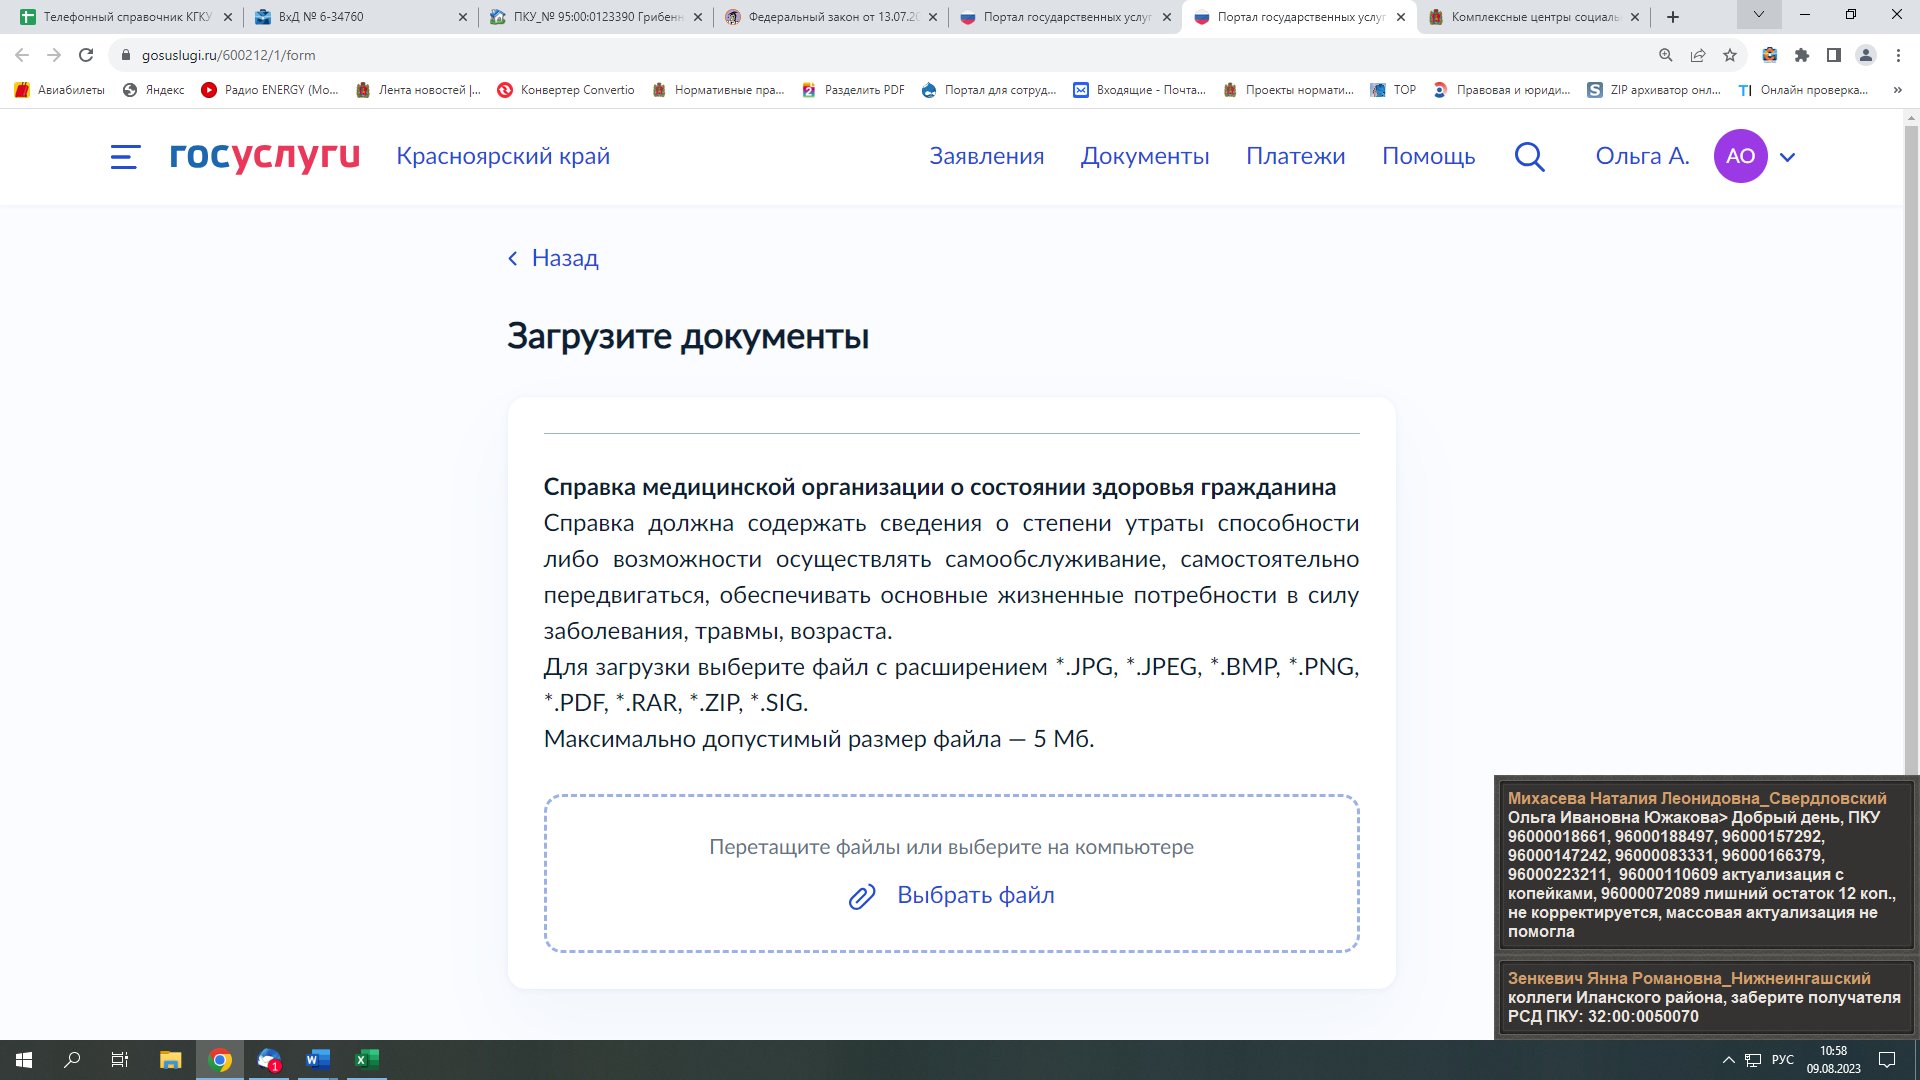 Телефонный справочник КГКУ
ВхД № 6-34760
ПКУ_№ 95:00:0123390 Грибенн
Федеральный закон от 13.07.20
Портал государственных услуг
Портал государственных услуг
Комплексные центры социаль
gosuslugi.ru/600212/1/form
Авиабилеты
Яндекс
Радио ENERGY (Мо...
Лента новостей |...
Конвертер Convertio
Нормативные пра...
Разделить PDF
Портал для сотруд...
Входящие - Почта...
Проекты нормати...
ТОР
Правовая и юриди...
ZIP архиватор онл...
Онлайн проверка...
»
госуслуги
Красноярский край
Заявления
Документы
Платежи
Помощь
Ольга А.
АО
Назад
Загрузите документы
Справка медицинской организации о состоянии здоровья гражданина
Справка должна содержать сведения о степени утраты способности
либо возможности осуществлять самообслуживание, самостоятельно
передвигаться, обеспечивать основные жизненные потребности в силу
заболевания, травмы, возраста.
Для загрузки выберите файл с расширением *.JPG, *.JPEG, *.BMP, *.PNG,
*.PDF, *.RAR, *.ZIP, *.SIG.
Максимально допустимый размер файла — 5 Мб.
Перетащите файлы или выберите на компьютере
Выбрать файл
Михасева Наталия Леонидовна_Свердловский
Ольга Ивановна Южакова> Добрый день, ПКУ
96000018661, 96000188497, 96000157292,
96000147242, 96000083331, 96000166379,
96000223211, 96000110609 актуализация с
копейками, 96000072089 лишний остаток 12 коп.,
не корректируется, массовая актуализация не
помогла
Зенкевич Янна Романовна_Нижнеингашский
коллеги Иланского района, заберите получателя
РСД ПКУ: 32:00:0050070
1
РУС
10:58
09.08.2023